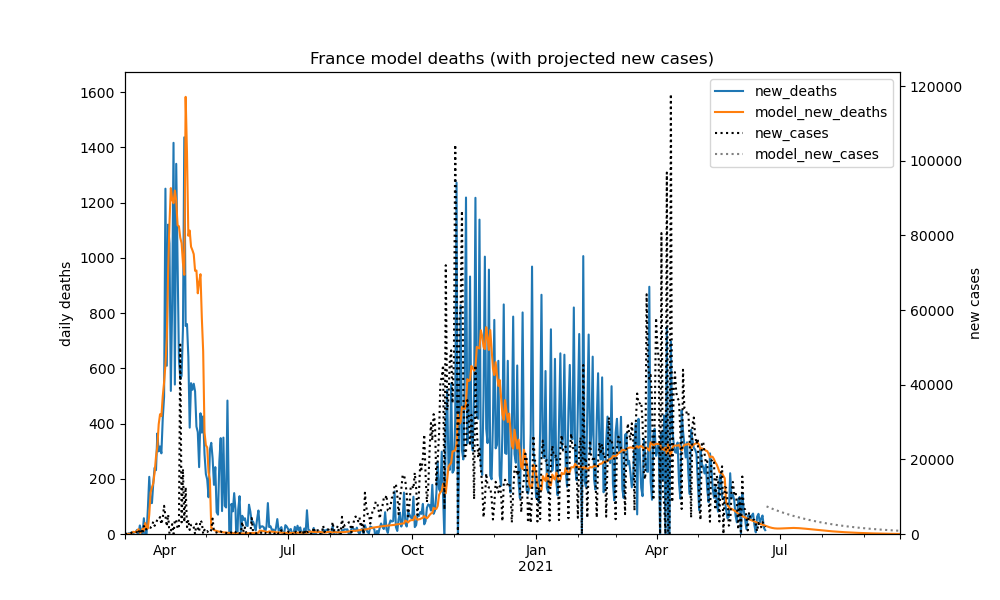 France model deaths (with projected new cases)
new_deaths
model_new_deaths
new_cases
model_new_cases
daily deaths
new cases
1600
1400
1200
1000
800
600
400
200
0
120000
100000
80000
60000
40000
20000
0
Apr
Jul
Oct
Jan
2021
Apr
Jul